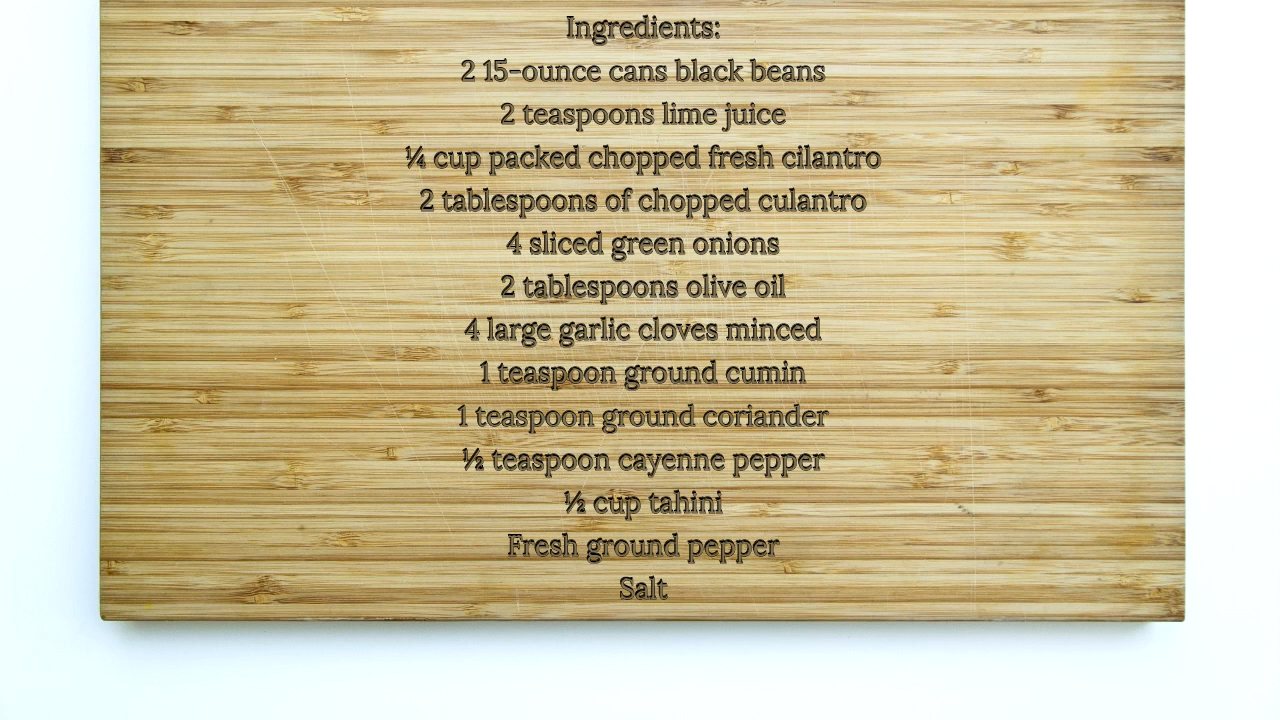 Ingredients:
2 15-ounce cans black beans
2 teaspoons lime juice
¼ cup packed chopped fresh cilantro
2 tablespoons of chopped culantro
4 sliced green onions
2 tablespoons olive oil
4 large garlic cloves minced
1 teaspoon ground cumin
1 teaspoon ground coriander
½ teaspoon cayenne pepper
½ cup tahini
Fresh ground pepper
Salt